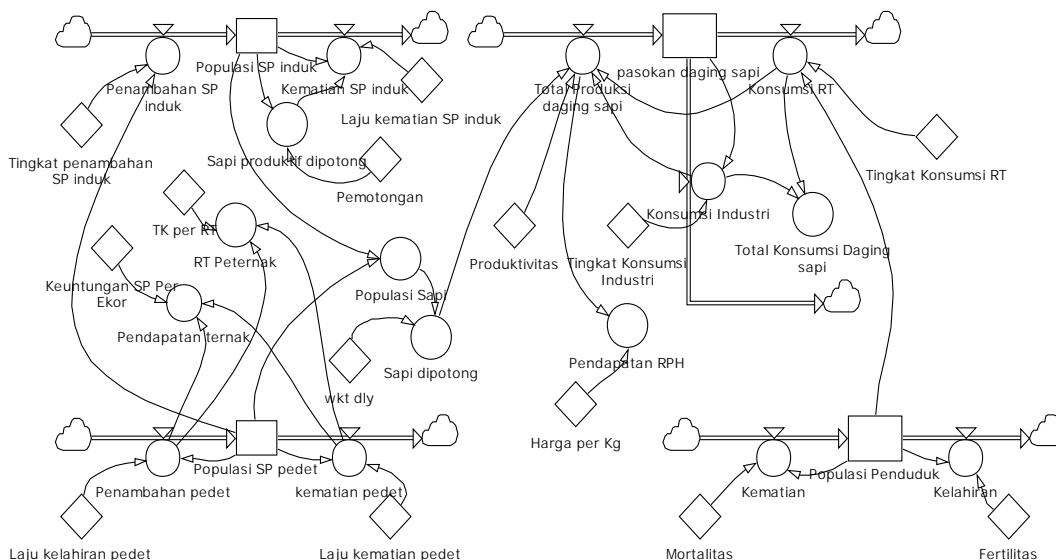 Populasi SP induk
Penambahan SP
induk
Kematian SP induk
Laju kematian SP induk
Tingkat penambahan
SP induk
Sapi produktif dipotong
Pemotongan
TK per RT
RT Peternak
Keuntungan SP Per
Ekor
Pendapatan ternak
Populasi Sapi
Sapi dipotong
wkt dly
Populasi SP pedet
Penambahan pedet
kematian pedet
Laju kelahiran pedet
Laju kematian pedet
pasokan daging sapi
Total Produksi
daging sapi
Konsumsi RT
Tingkat Konsumsi RT
Konsumsi Industri
Produktivitas
Tingkat Konsumsi
Industri
Total Konsumsi Daging
sapi
Pendapatan RPH
Harga per Kg
Populasi Penduduk
Kematian
Kelahiran
Mortalitas
Fertilitas